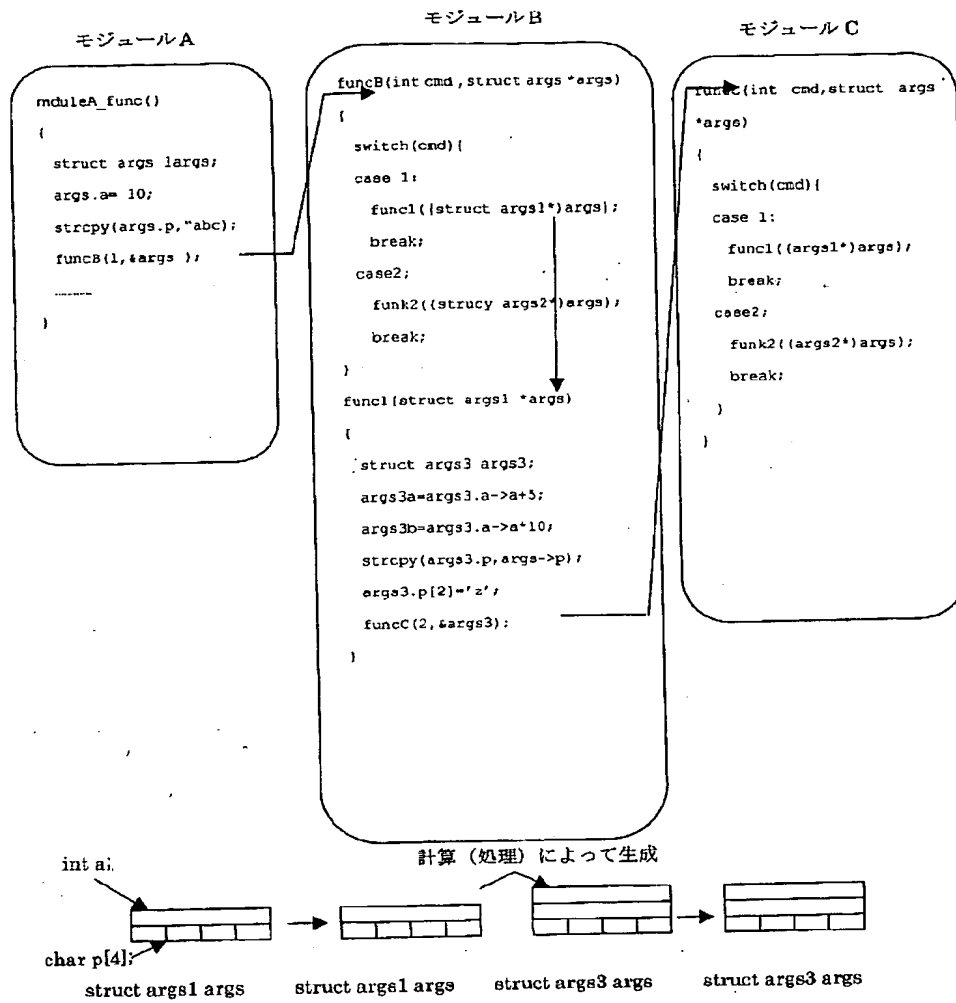 モジュールA
mduleA_func()
{
struct args largs;
args.a= 10;
strcpy(args.p,"abc);
funcB(1,&args );
}
モジュールB
funcB(int cmd,struct args *args)
{
switch(cmd){
case 1:
func1((struct args1*)args);
break;
case2;
funk2((strucy args2*)args);
break;
}
func1(struct args1 *args)
{
struct args3 args3;
args3a=args3.a->a+5;
args3b=args3.a->a*10;
strcpy(args3.p,args->p);
args3.p[2]='z';
funcC(2,&args3);
}
モジュールC
funcC(int cmd,struct args
*args)
{
switch(cmd){
case 1:
func1((args1*)args);
break;
case2;
funk2((args2*)args);
break;
}
}
計算（処理）によって生成
int a;
char p[4];
struct args1 args
struct args1 args
struct args3 args
struct args3 args